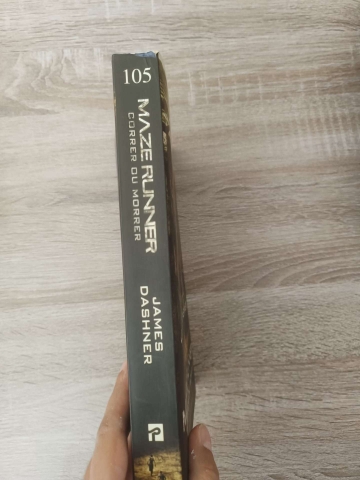 105
MAZE RUNNER
CORRER OU MORRER
JAMES
DASHNER